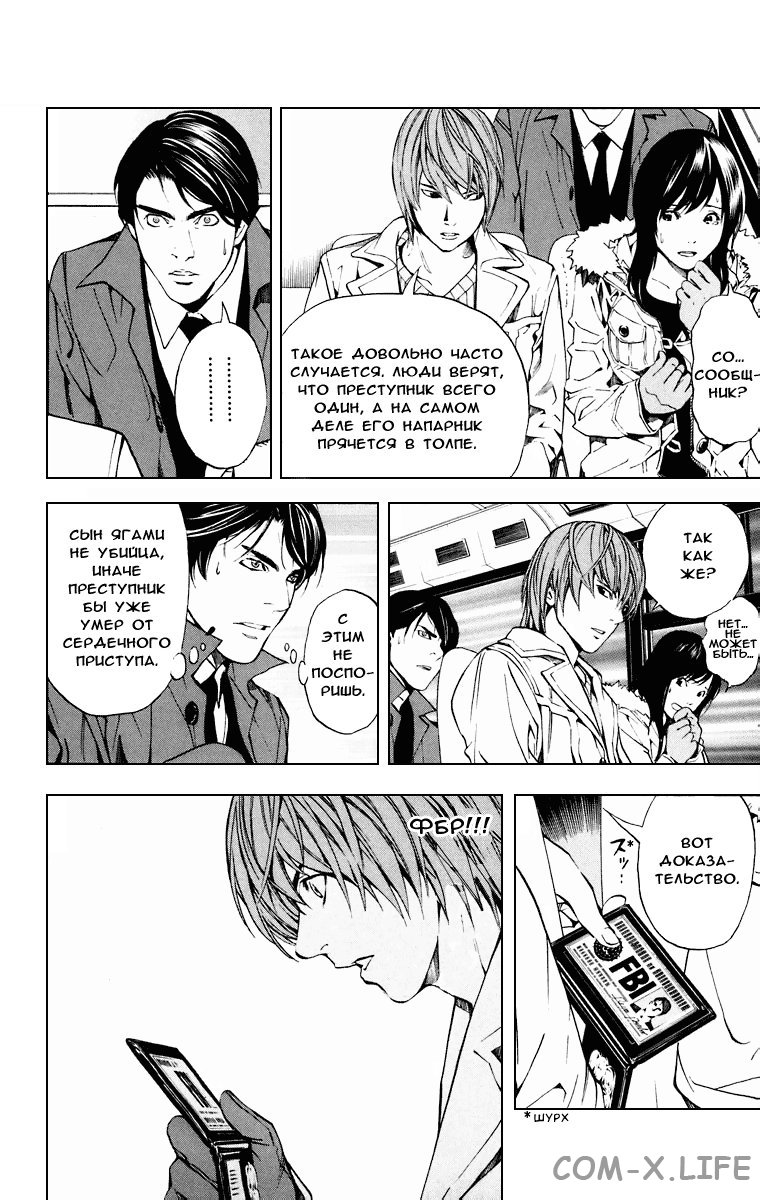 СО...
СООБЩ-
НИК?
ТАКОЕ ДОВОЛЬНО ЧАСТО
СЛУЧАЕТСЯ. ЛЮДИ ВЕРЯТ,
ЧТО ПРЕСТУПНИК ВСЕГО
ОДИН, А НА САМОМ
ДЕЛЕ ЕГО НАПАРНИК
ПРЯЧЕТСЯ В ТОЛПЕ.
ТАК
КАК
ЖЕ?
НЕТ...
НЕ
МОЖЕТ
БЫТЬ...
С
ЭТИМ
НЕ
ПОСПО-
РИШЬ.
СЫН ЯГАМИ
НЕ УБИЙЦА,
ИНАЧЕ
ПРЕСТУПНИК
БЫ УЖЕ
УМЕР ОТ
СЕРДЕЧНОГО
ПРИСТУПА.
ВОТ
ДОКАЗА-
ТЕЛЬСТВО.
スッ...
*
FBI
* ШУРХ
ФБР!!!
COM-X.LIFE